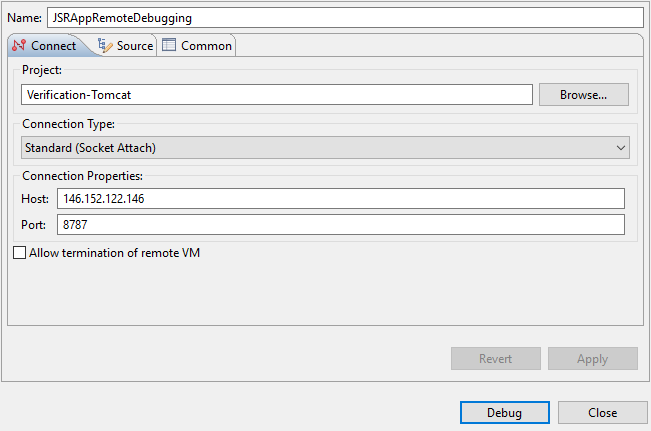 Name: JSRAppRemoteDebugging
Connect Source Common
Project:
Verification-Tomcat Browse...
Connection Type:
Standard (Socket Attach)
Connection Properties:
Host: 146.152.122.146
Port: 8787
Allow termination of remote VM
Revert Apply
Debug Close